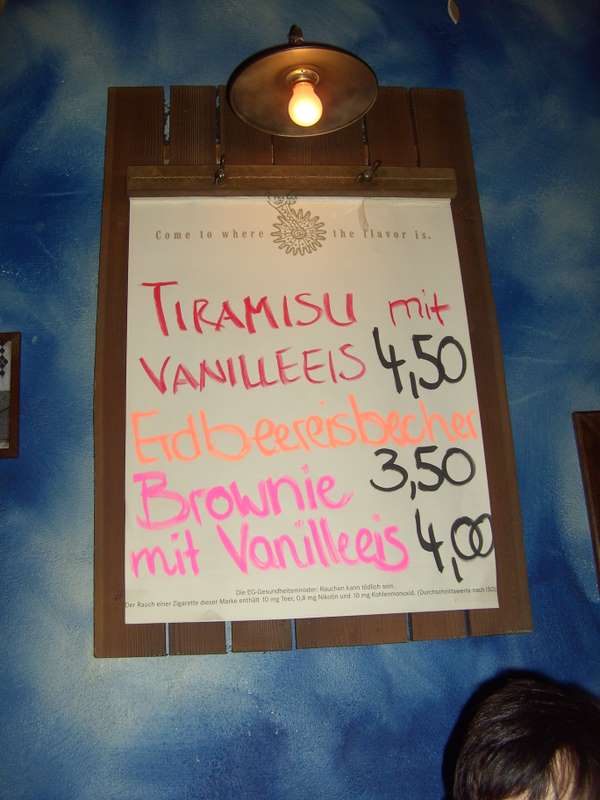 Come to where the flavor is.
TIRAMISU mit
VANILLEEIS 4,50
Erdbeereisbecher
3,50
Brownie
mit Vanilleeis 4,00
Die EG-Gesundheitsminister: Rauchen kann tödlich sein.
Der Rauch einer Zigarette dieser Marke enthält 10 mg Teer, 0,8 mg Nikotin und 10 mg Kohlenmonoxid. (Durchschnittswerte nach ISO)